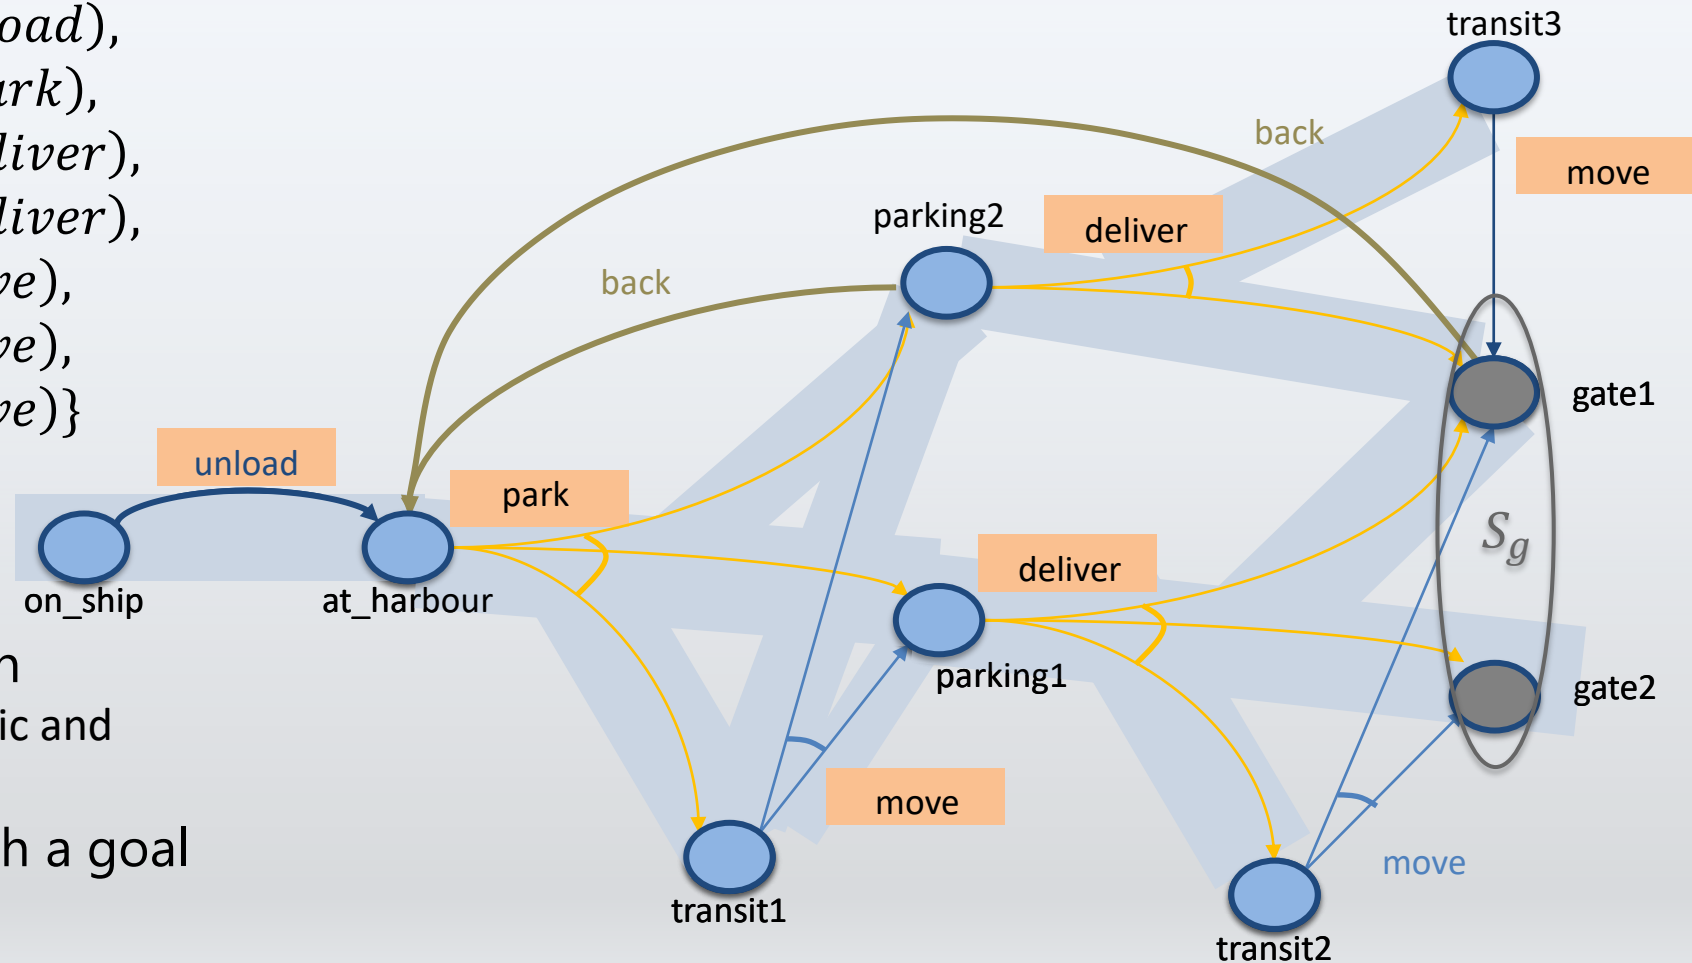 oad),
ark),
liver),
liver),
ve),
ve),
ve)}
transit3
back
move
parking2
deliver
back
gate1
unload
park
S_g
deliver
on_ship
at_harbour
n
parking1
gate2
ic and
move
h a goal
move
transit1
transit2